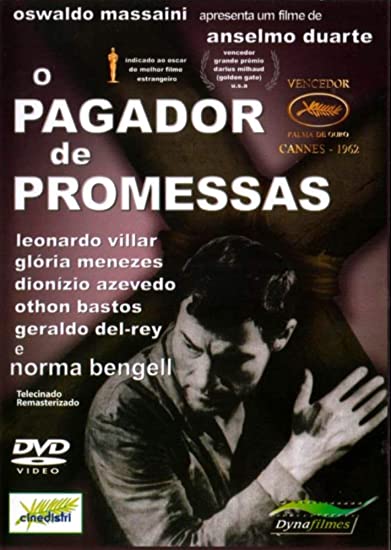 oswaldo massaini apresenta um filme de
anselmo duarte
indicado ao oscar
de melhor filme
estrangeiro
vencedor
grande prêmio
darius milhaud
(golden gate)
u.s.a
VENCEDOR
PALMA DE OURO
CANNES - 1962
O
PAGADOR
de
PROMESSAS
leonardo villar
glória menezes
dionízio azevedo
othon bastos
geraldo del-rey
e
norma bengell
Telecinado
Remasterizado
DVD
VIDEO
cinedistri
Dynafilmes